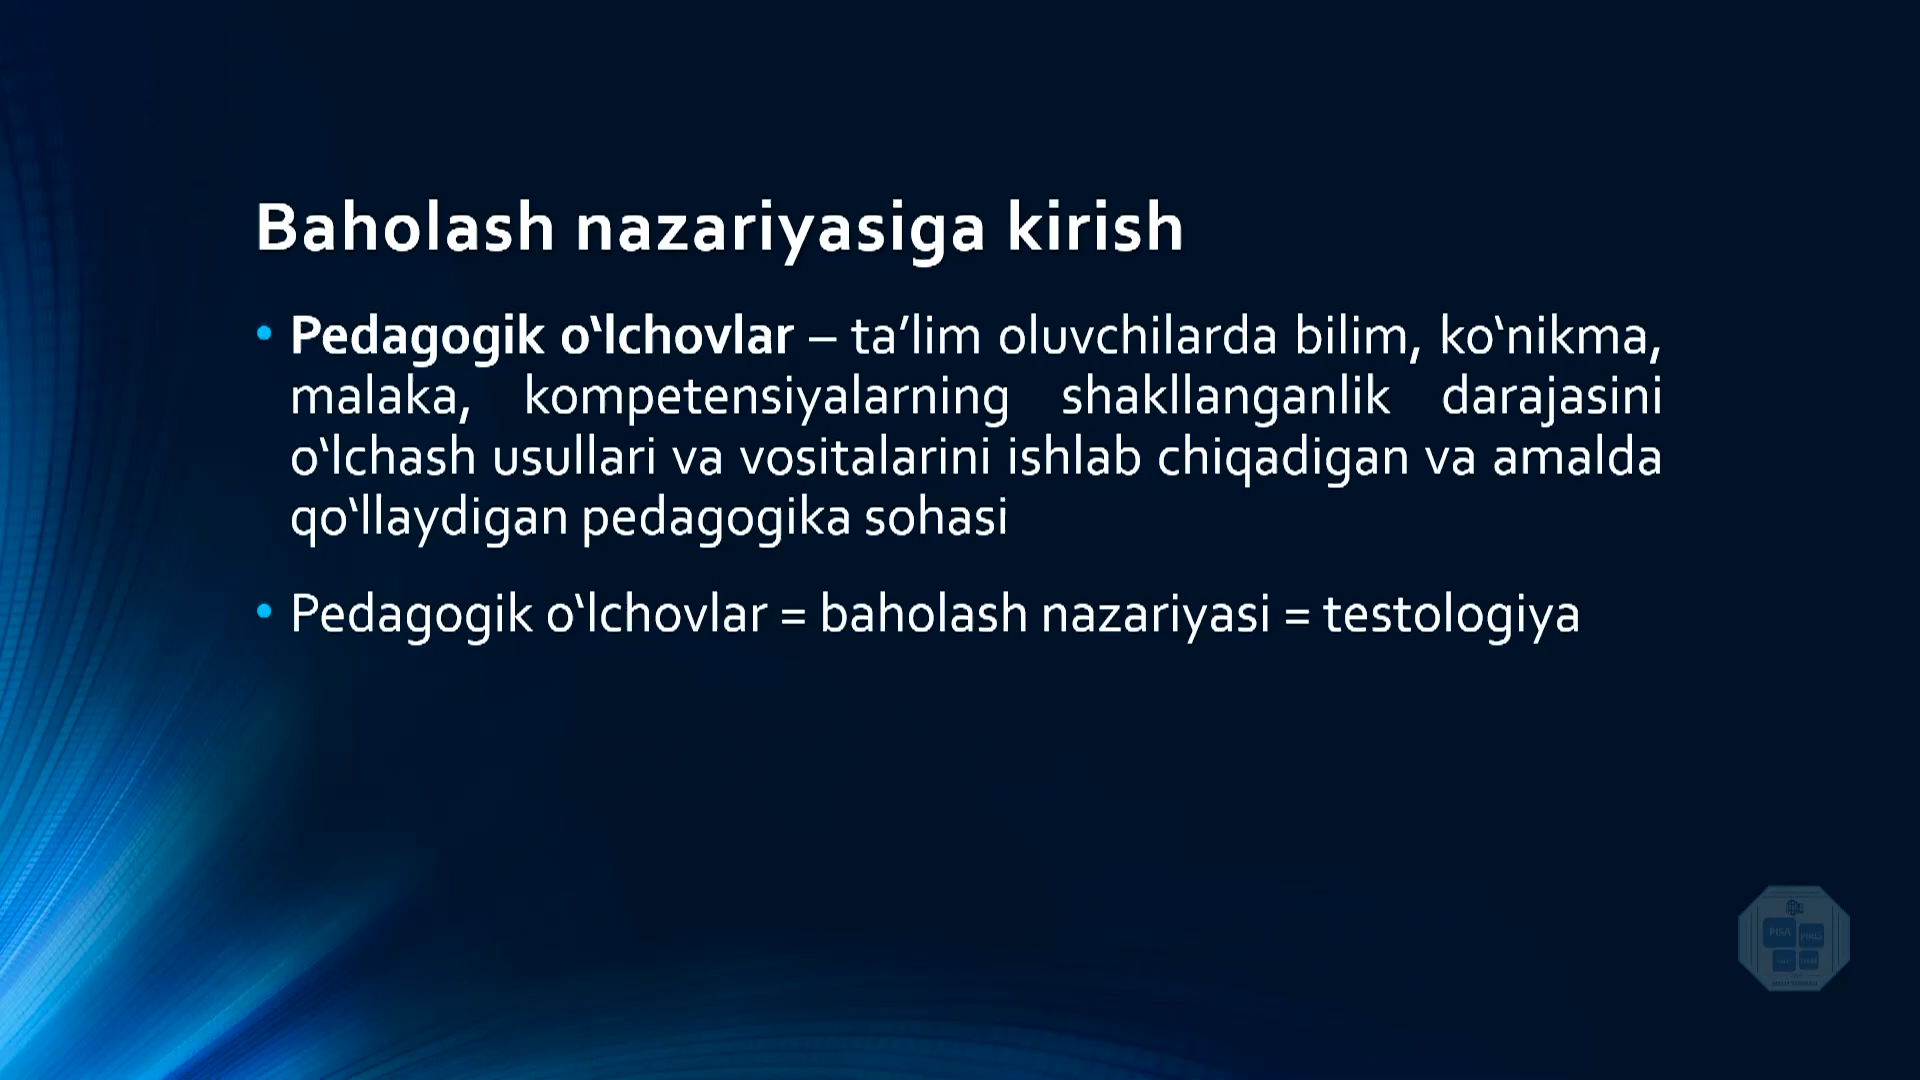 Baholash nazariyasiga kirish
• Pedagogik o‘lchovlar – ta’lim oluvchilarda bilim, ko‘nikma,
malaka, kompetensiyalarning shakllanganlik darajasini
o‘lchash usullari va vositalarini ishlab chiqadigan va amalda
qo‘llaydigan pedagogika sohasi
• Pedagogik o‘lchovlar = baholash nazariyasi = testologiya
PISA